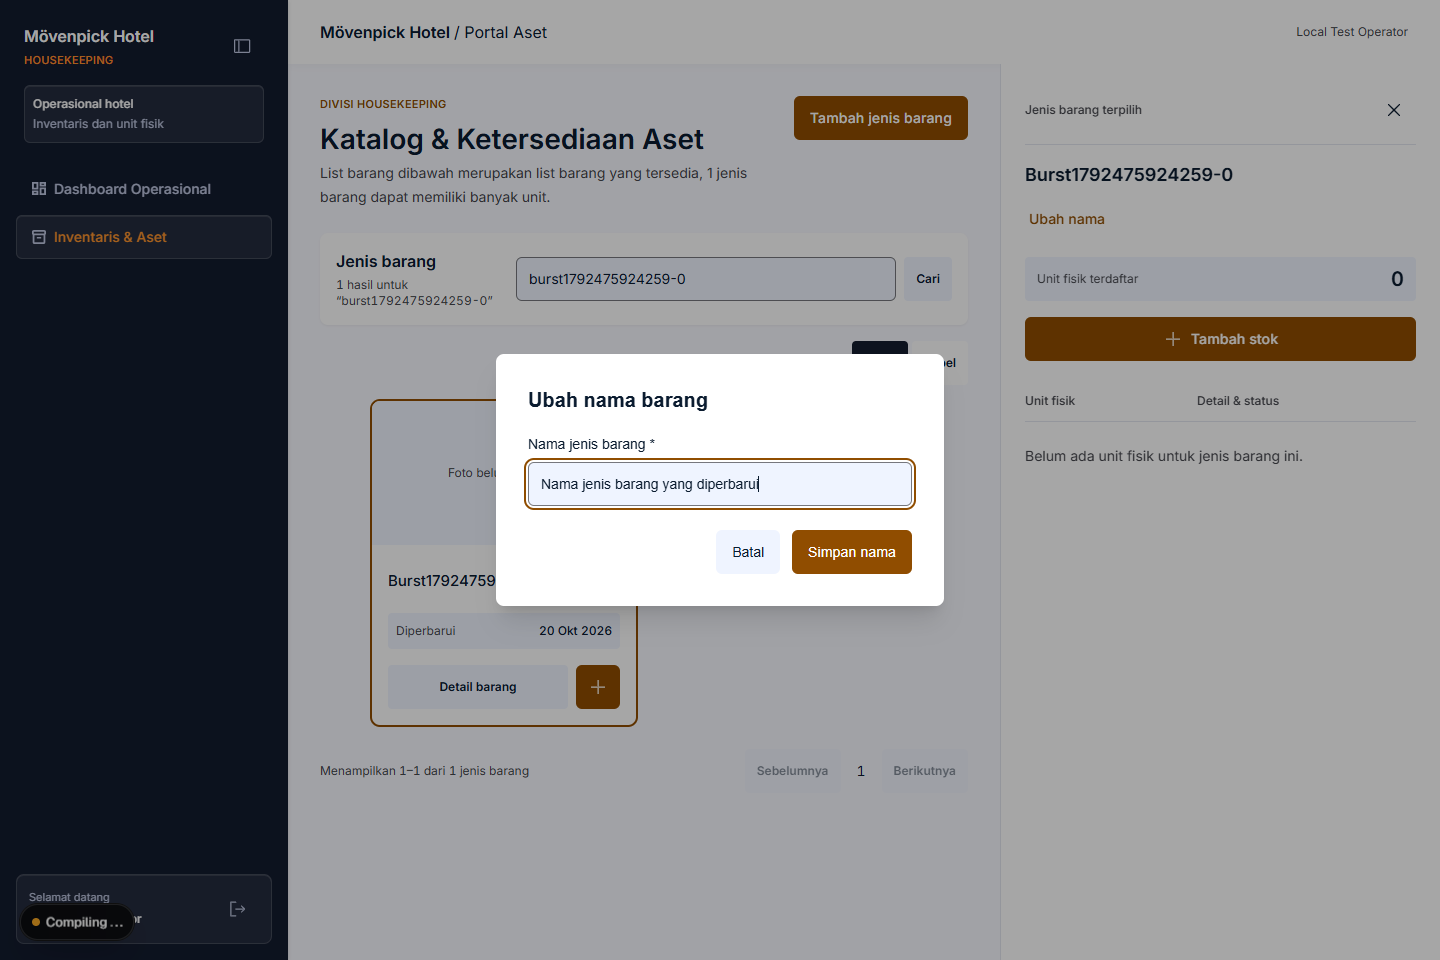 Mövenpick Hotel
HOUSEKEEPING
Operasional hotel
Inventaris dan unit fisik
Dashboard Operasional
Inventaris & Aset
Selamat datang
Compiling ...
Mövenpick Hotel / Portal Aset
Local Test Operator
DIVISI HOUSEKEEPING
Katalog & Ketersediaan Aset
List barang dibawah merupakan list barang yang tersedia, 1 jenis
barang dapat memiliki banyak unit.
Tambah jenis barang
Jenis barang
1 hasil untuk
“burst1792475924259-0”
burst1792475924259-0
Cari
Foto
Burst17924759
Diperbarui 20 Okt 2026
Detail barang
Menampilkan 1–1 dari 1 jenis barang
Sebelumnya 1 Berikutnya
Ubah nama barang
Nama jenis barang *
Nama jenis barang yang diperbarui
Batal
Simpan nama
Jenis barang terpilih
Burst1792475924259-0
Ubah nama
Unit fisik terdaftar 0
Tambah stok
Unit fisik Detail & status
Belum ada unit fisik untuk jenis barang ini.